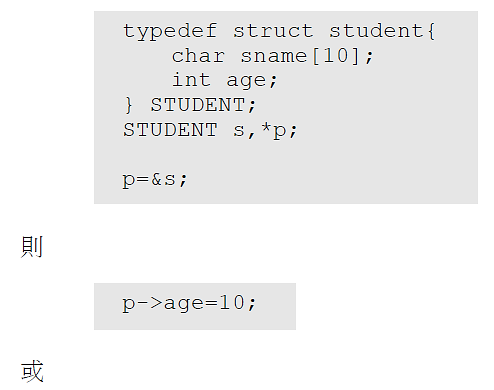 typedef struct student{
char sname[10];
int age;
} STUDENT;
STUDENT s,*p;
p=&s;
則
p->age=10;
或